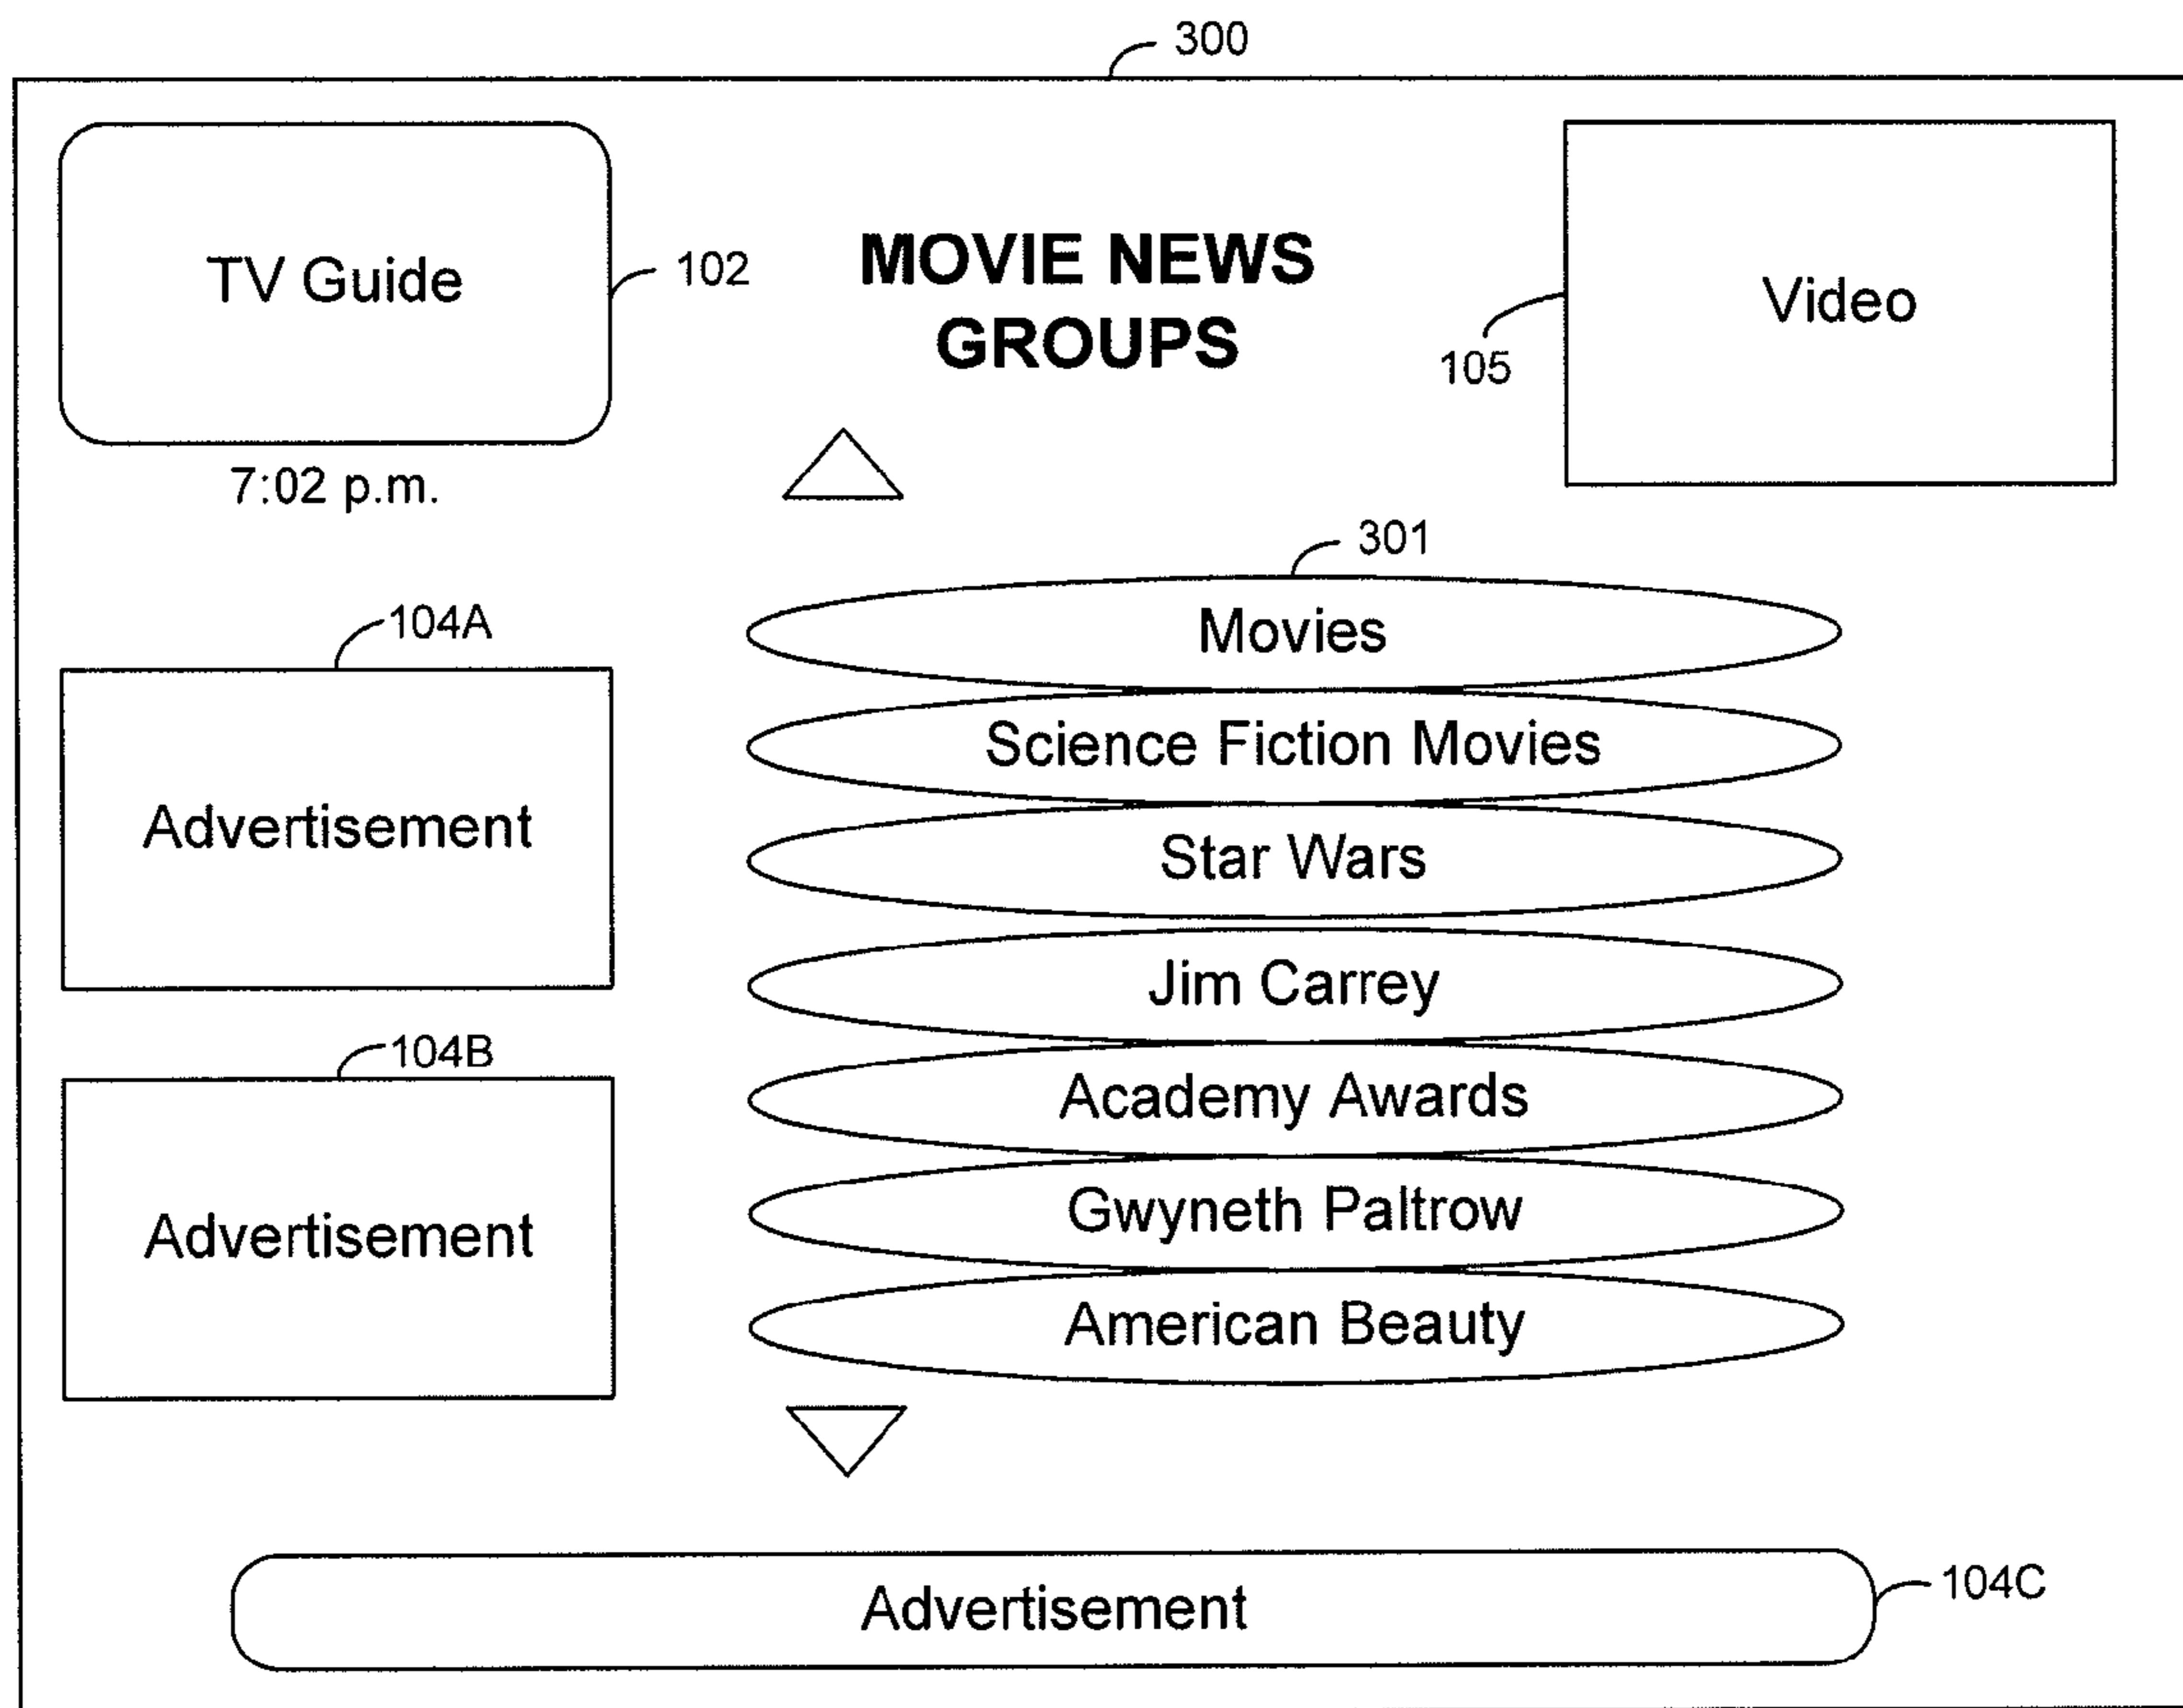 300
TV Guide
102
MOVIE NEWS
GROUPS
Video
105
7:02 p.m.
301
Movies
104A
Science Fiction Movies
Advertisement
Star Wars
Jim Carrey
104B
Academy Awards
Advertisement
Gwyneth Paltrow
American Beauty
Advertisement
104C